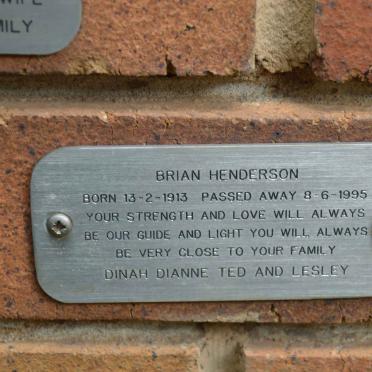 WIFE
MILY
BRIAN HENDERSON
BORN 13-2-1913 PASSED AWAY 8-6-1995
YOUR STRENGTH AND LOVE WILL ALWAYS
BE OUR GUIDE AND LIGHT YOU WILL ALWAYS
BE VERY CLOSE TO YOUR FAMILY
DINAH DIANNE TED AND LESLEY